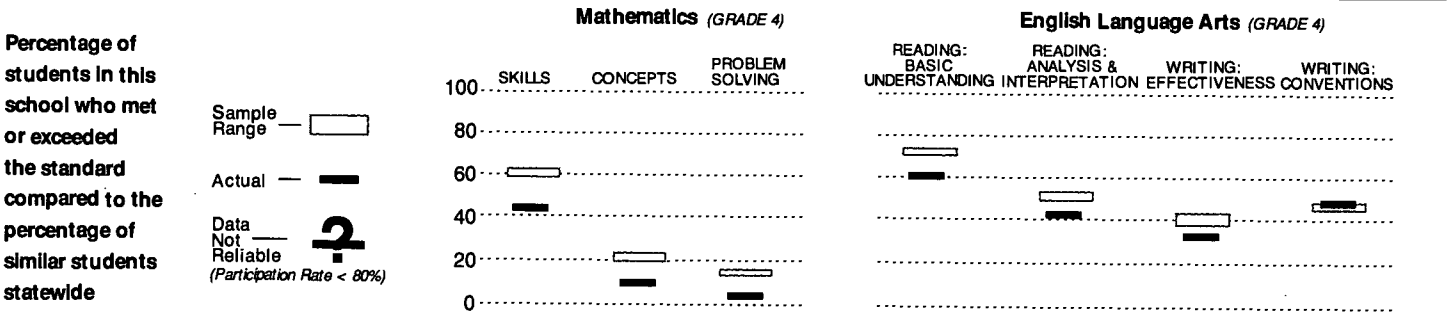 Percentage of
students in this
school who met
or exceeded
the standard
compared to the
percentage of
similar students
statewide
Sample
Range
Actual
Data
Not
Reliable
?
(Participation Rate < 80%)
Mathematics (GRADE 4)
SKILLS
CONCEPTS
PROBLEM
SOLVING
100
80
60
40
20
0
English Language Arts (GRADE 4)
READING:
BASIC
UNDERSTANDING
READING:
ANALYSIS &
INTERPRETATION
WRITING:
EFFECTIVENESS
WRITING:
CONVENTIONS